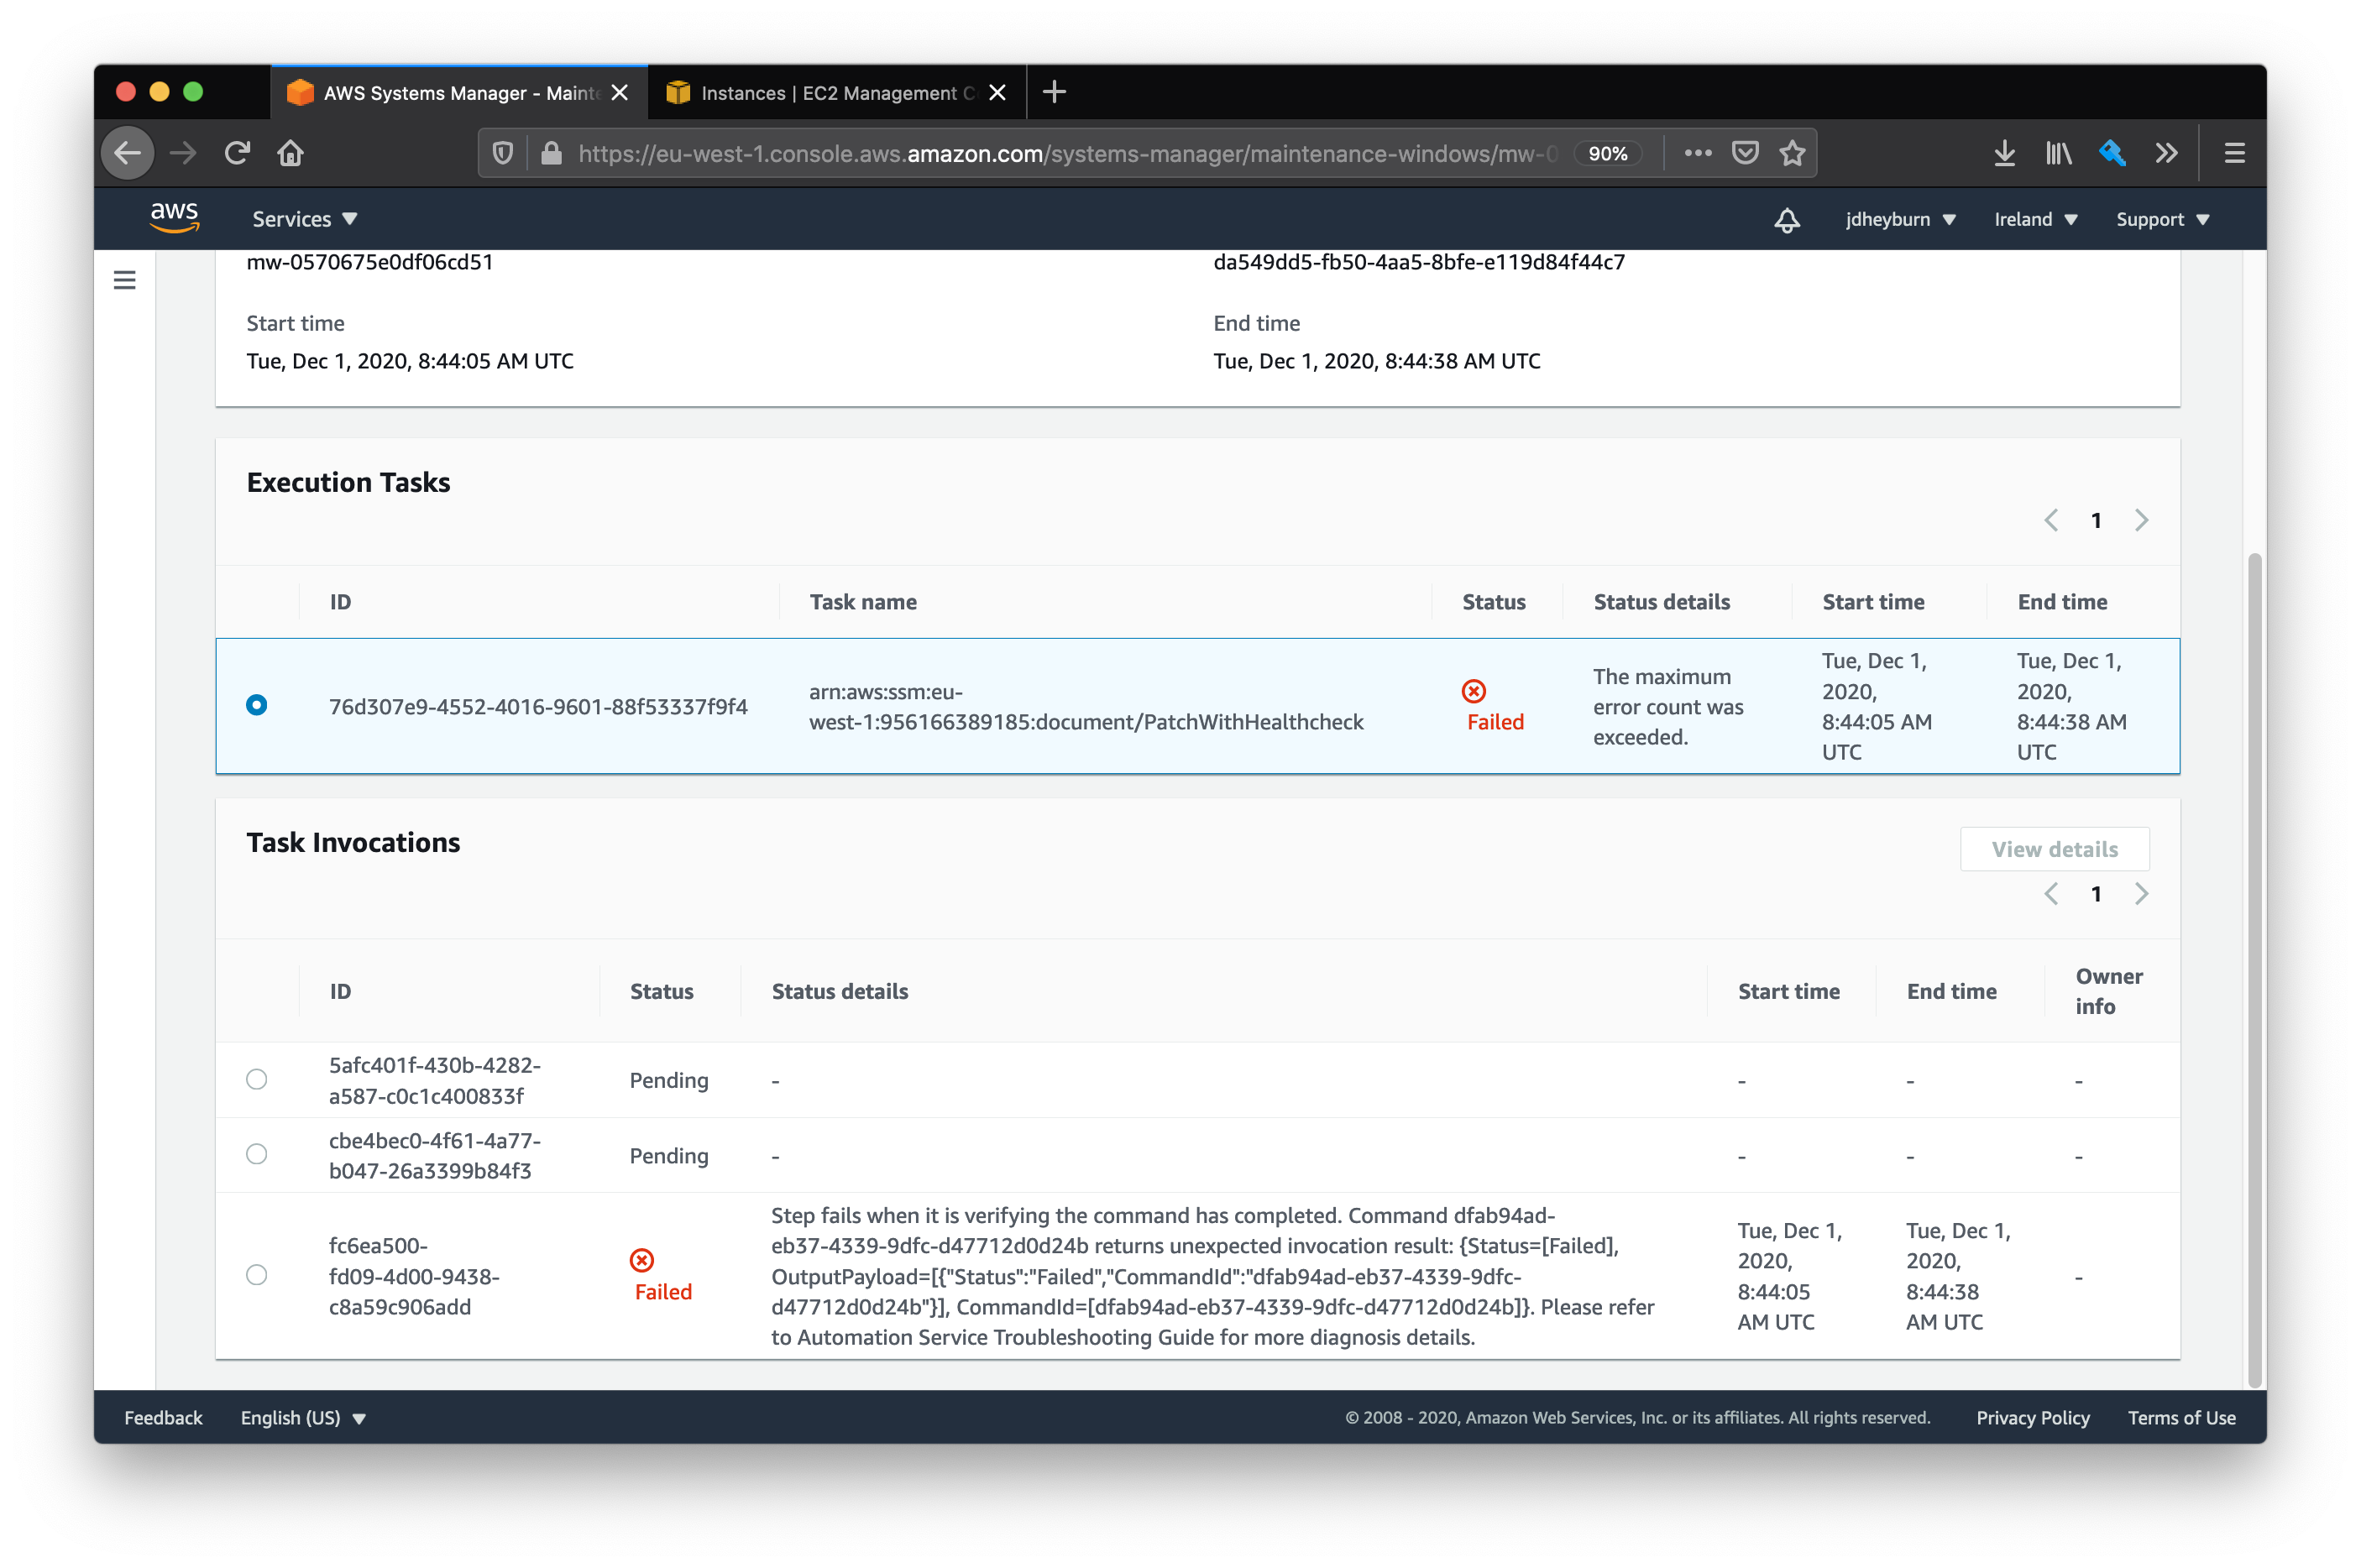 AWS Systems Manager - Mainte
Instances | EC2 Management C
https://eu-west-1.console.aws.amazon.com/systems-manager/maintenance-windows/mw-0
90%
aws
Services
jdheyburn
Ireland
Support
mw-0570675e0df06cd51
da549dd5-fb50-4aa5-8bfe-e119d84f44c7
Start time
End time
Tue, Dec 1, 2020, 8:44:05 AM UTC
Tue, Dec 1, 2020, 8:44:38 AM UTC
Execution Tasks
1
ID
Task name
Status
Status details
Start time
End time
76d307e9-4552-4016-9601-88f53337f9f4
arn:aws:ssm:eu-
west-1:956166389185:document/PatchWithHealthcheck
Failed
The maximum
error count was
exceeded.
Tue, Dec 1,
2020,
8:44:05 AM
UTC
Tue, Dec 1,
2020,
8:44:38 AM
UTC
Task Invocations
View details
1
ID
Status
Status details
Start time
End time
Owner
info
5afc401f-430b-4282-
a587-c0c1c400833f
Pending
-
-
-
-
cbe4bec0-4f61-4a77-
b047-26a3399b84f3
Pending
-
-
-
-
fc6ea500-
fd09-4d00-9438-
c8a59c906add
Failed
Step fails when it is verifying the command has completed. Command dfab94ad-
eb37-4339-9dfc-d47712d0d24b returns unexpected invocation result: {Status=[Failed],
OutputPayload=[{"Status":"Failed","CommandId":"dfab94ad-eb37-4339-9dfc-
d47712d0d24b"}], CommandId=[dfab94ad-eb37-4339-9dfc-d47712d0d24b]}. Please refer
to Automation Service Troubleshooting Guide for more diagnosis details.
Tue, Dec 1,
2020,
8:44:05
AM UTC
Tue, Dec 1,
2020,
8:44:38
AM UTC
-
Feedback
English (US)
© 2008 - 2020, Amazon Web Services, Inc. or its affiliates. All rights reserved.
Privacy Policy
Terms of Use